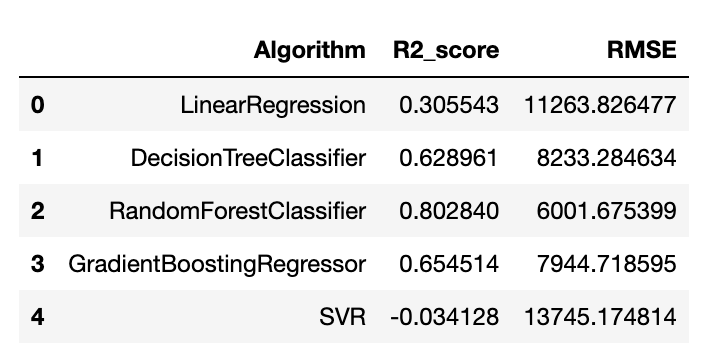 Algorithm R2_score RMSE
0 LinearRegression 0.305543 11263.826477
1 DecisionTreeClassifier 0.628961 8233.284634
2 RandomForestClassifier 0.802840 6001.675399
3 GradientBoostingRegressor 0.654514 7944.718595
4 SVR -0.034128 13745.174814